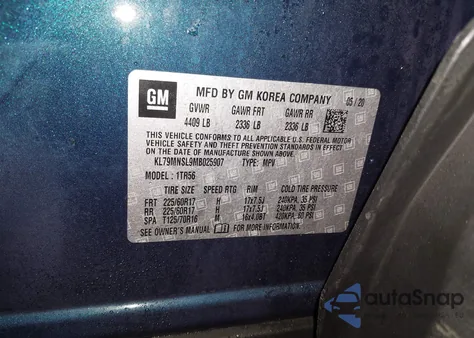 GM
MFD BY GM KOREA COMPANY 05/20
GVWR GAWR FRT GAWR RR
4409 LB 2336 LB 2336 LB
THIS VEHICLE CONFORMS TO ALL APPLICABLE U.S. FEDERAL MOTOR
VEHICLE SAFETY STANDARDS IN EFFECT ON THE DATE OF
MANUFACTURE SHOWN ABOVE.
KL79MNSL9MB025907 TYPE: MPV
MODEL : 1TR56
TIRE SIZE SPEED RTG RIM COLD TIRE PRESSURE
FRT 225/60R17 H 17x7.5J 240KPA, 35 PSI
RR 225/60R17 H 17x7.5J 240KPA, 35 PSI
SPA T125/70R16 M 16x4.0BT 420KPA, 60 PSI
SEE OWNER'S MANUAL FOR MORE INFORMATION.
autoSnap